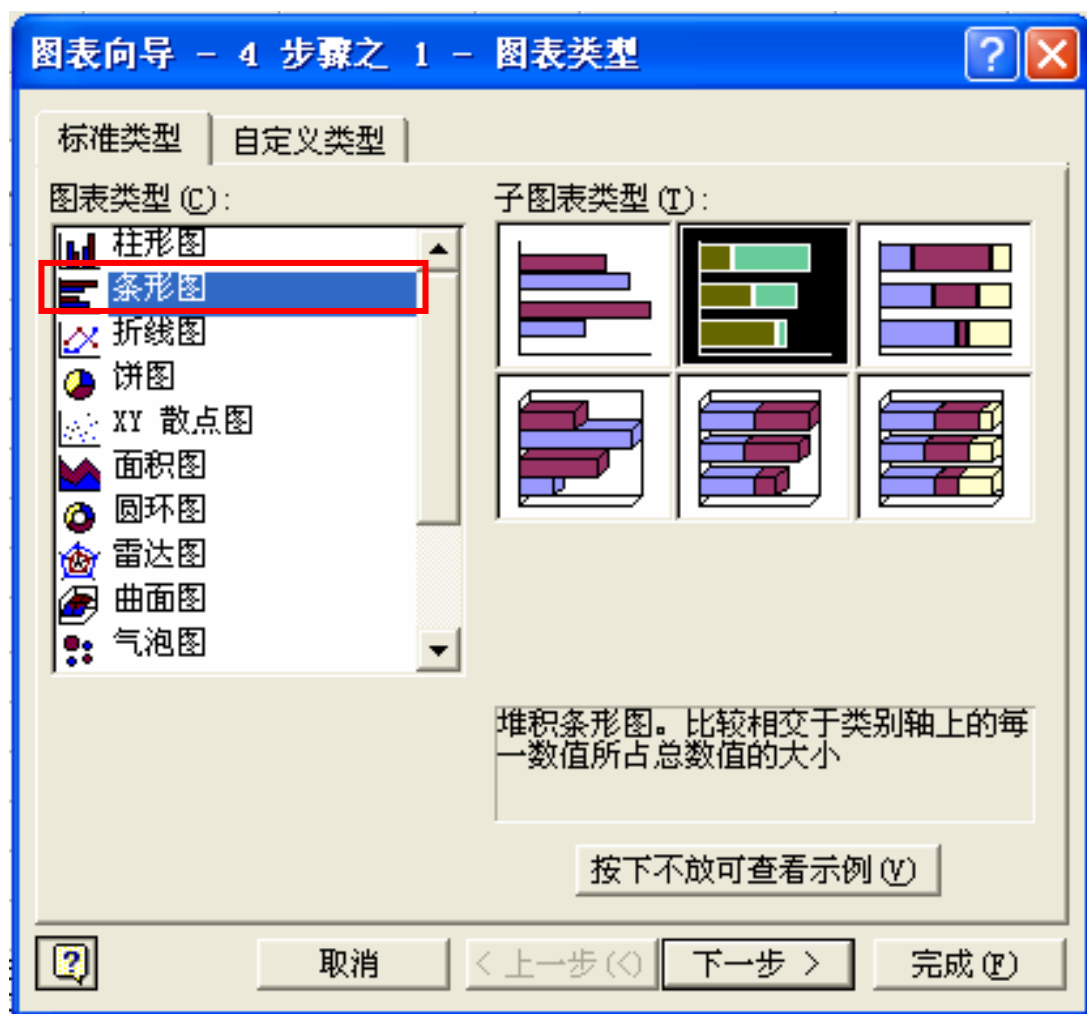 图表向导 - 4 步骤之 1 - 图表类型
标准类型
自定义类型
图表类型(C):
子图表类型(T):
柱形图
条形图
折线图
饼图
XY 散点图
面积图
圆环图
雷达图
曲面图
气泡图
堆积条形图。比较相交于类别轴上的每
一数值所占总数值的大小
按下不放可查看示例(V)
取消
<上一步(<)
下一步 >
完成(F)